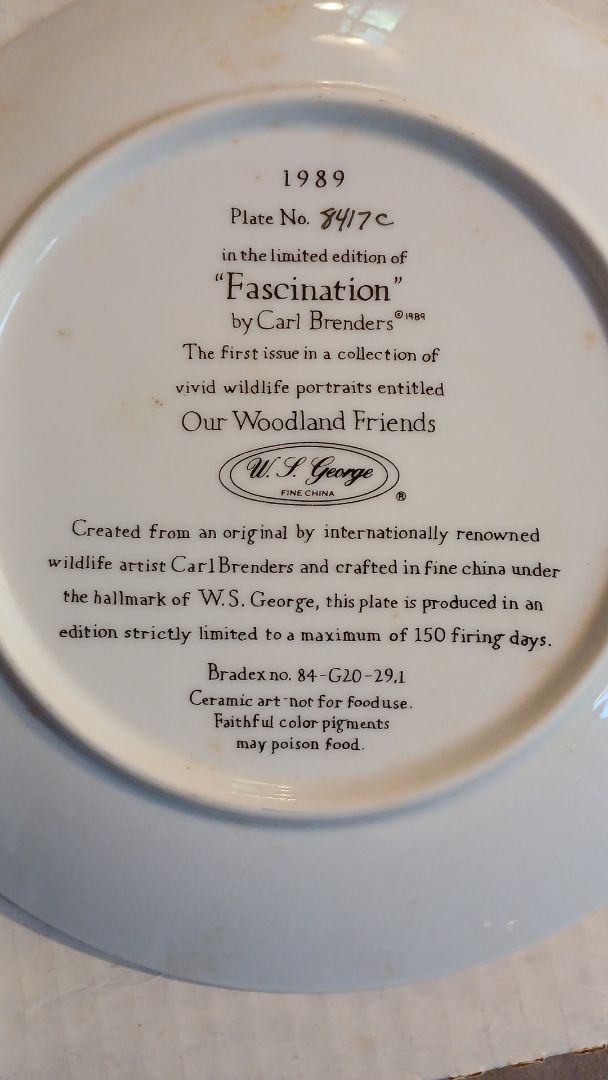 1989
Plate No. 8417C
in the limited edition of
“Fascination”
by Carl Brenders © 1989
The first issue in a collection of
vivid wildlife portraits entitled
Our Woodland Friends
W. S. George
FINE CHINA
®
Created from an original by internationally renowned
wildlife artist Carl Brenders and crafted in fine china under
the hallmark of W. S. George, this plate is produced in an
edition strictly limited to a maximum of 150 firing days.
Bradex no. 84-G20-29.1
Ceramic art - not for food use.
Faithful color pigments
may poison food.